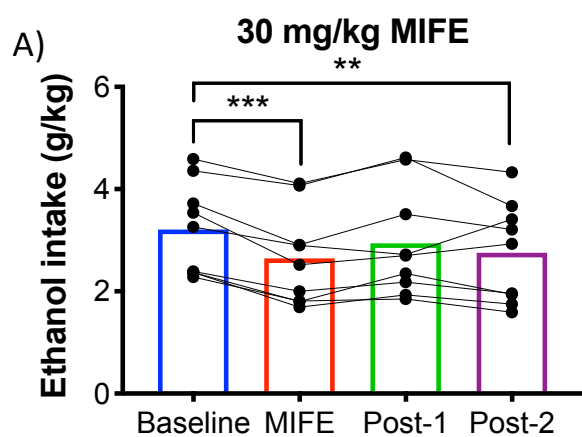 A)
30 mg/kg MIFE
**
***
Ethanol intake (g/kg)
6
4
2
0
Baseline MIFE Post-1 Post-2